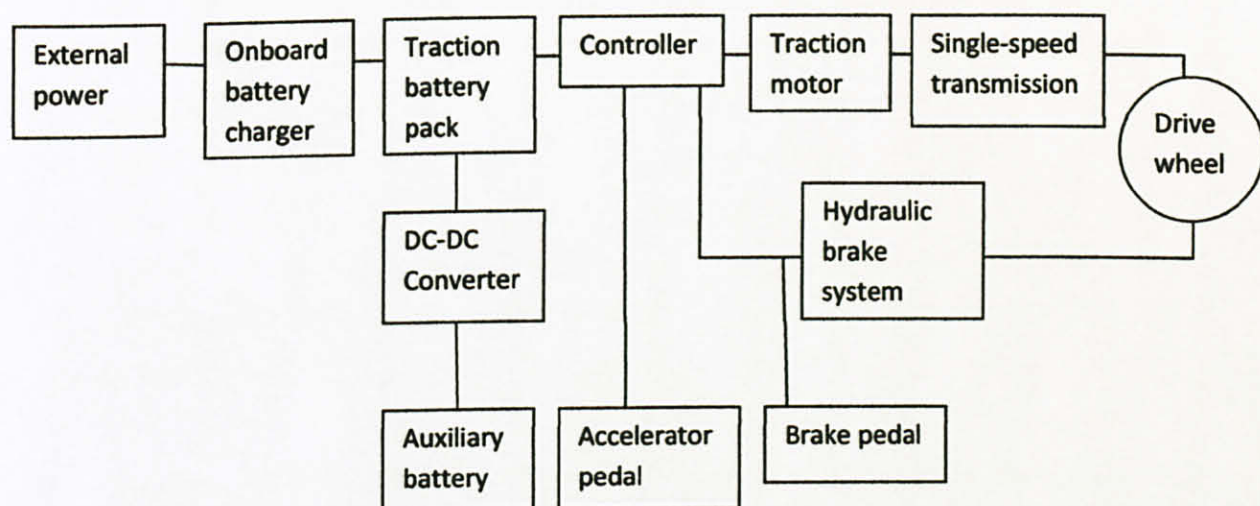 External
power
Onboard
battery
charger
Traction
battery
pack
Controller
Traction
motor
Single-speed
transmission
Drive
wheel
DC-DC
Converter
Hydraulic
brake
system
Auxiliary
battery
Accelerator
pedal
Brake pedal